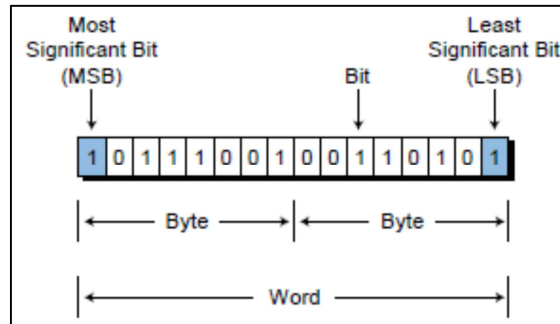 Most Significant Bit (MSB)
Bit
Least Significant Bit (LSB)
1 0 1 1 1 0 0 1 0 0 1 1 0 1 0 1
Byte Byte
Word